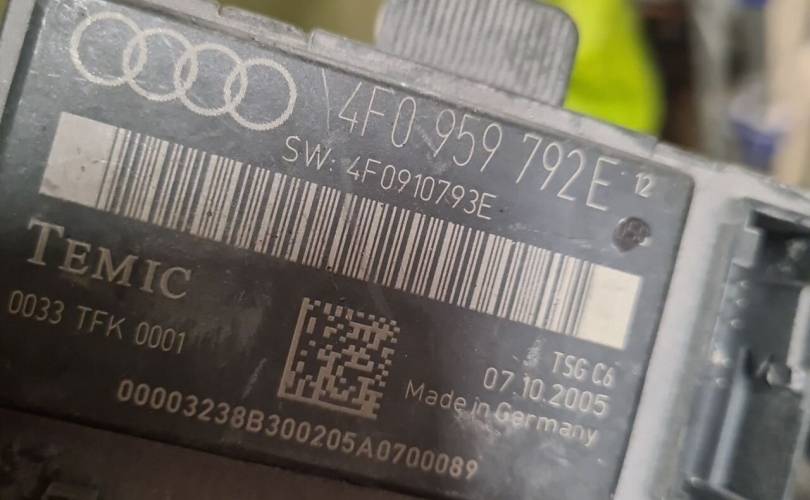 4F0 959 792E 12
SW: 4F0910793E
TEMIC
0033 TFK 0001
TSG C6
07.10.2005
Made in Germany
00003238B300205A0700089